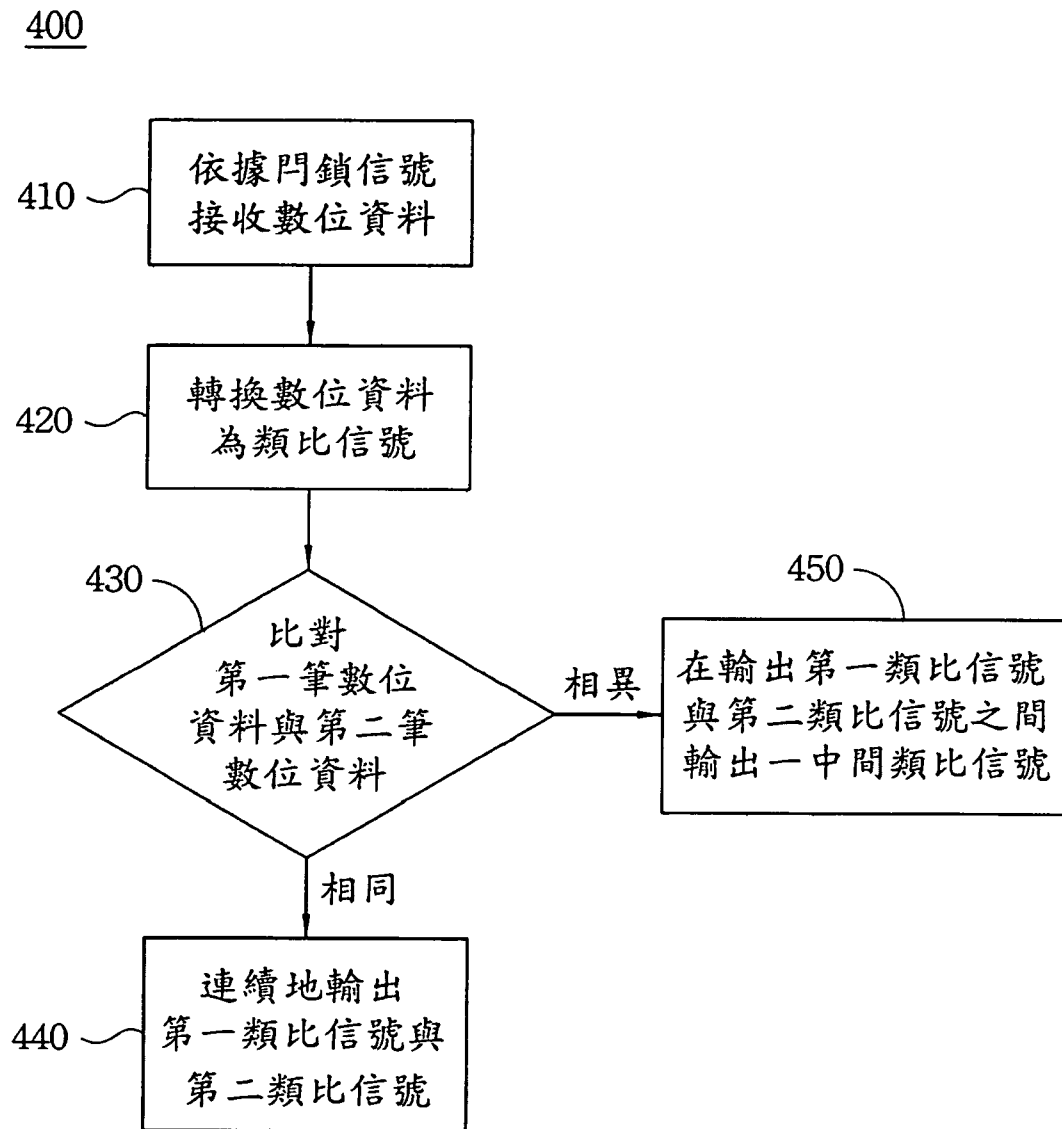 400
410
依據閂鎖信號
接收數位資料
420
轉換數位資料
為類比信號
430
比對
第一筆數位
資料與第二筆
數位資料
相異
450
在輸出第一類比信號
與第二類比信號之間
輸出一中間類比信號
相同
440
連續地輸出
第一類比信號與
第二類比信號